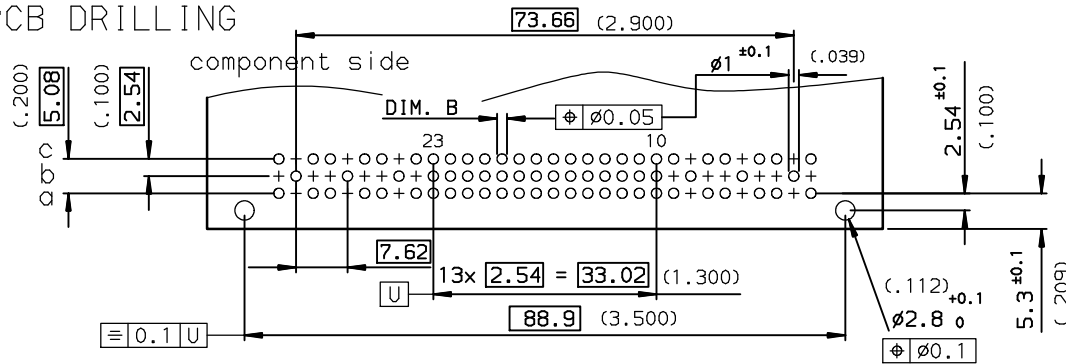 CB DRILLING
73.66 (2.900)
component side
ø1 ±0.1 (.039)
(.200) 5.08
(.100) 2.54
DIM. B
⌖ ø0.05
2.54 ±0.1 (.100)
23
10
c
b
a
7.62
13x 2.54 = 33.02 (1.300)
U
88.9 (3.500)
⌯ 0.1 U
(.112)
ø2.8 +0.1 0
⌖ ø0.1
5.3 ±0.1 (.209)